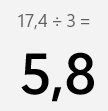 17,4 ÷ 3 =
5,8